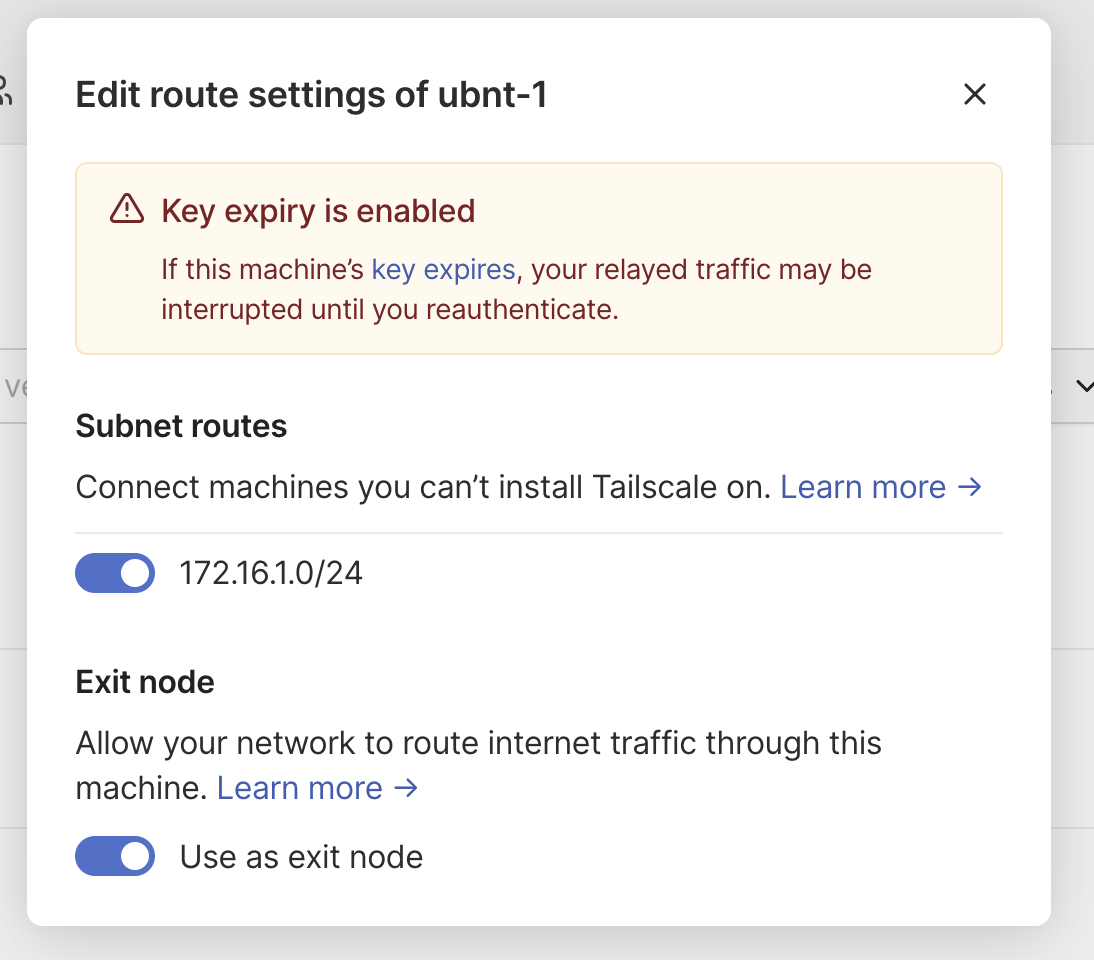 Edit route settings of ubnt-1
Key expiry is enabled
If this machine’s key expires, your relayed traffic may be
interrupted until you reauthenticate.
Subnet routes
Connect machines you can’t install Tailscale on. Learn more →
172.16.1.0/24
Exit node
Allow your network to route internet traffic through this
machine. Learn more →
Use as exit node